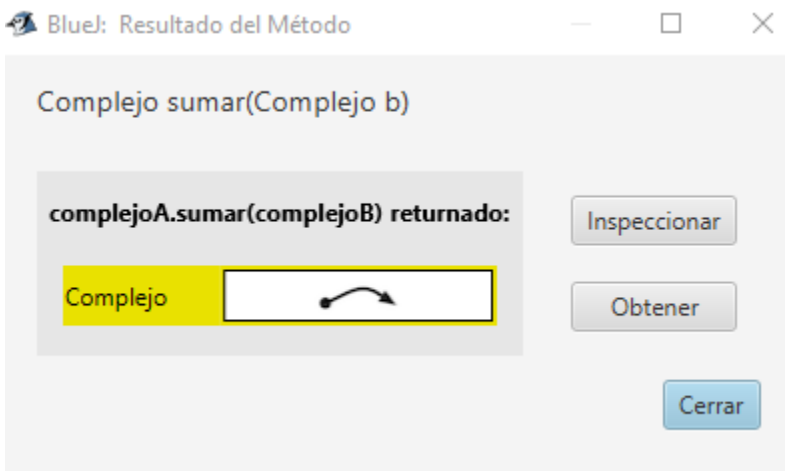 BlueJ: Resultado del Método
Complejo sumar(Complejo b)
complejoA.sumar(complejoB) returnado:
Complejo
Inspeccionar
Obtener
Cerrar